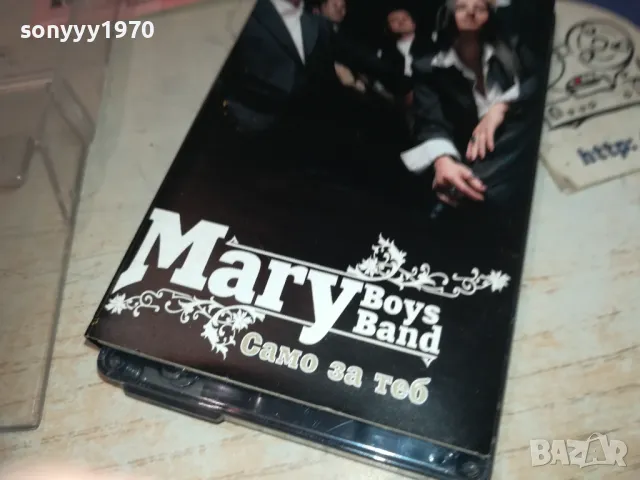 sonyyy1970
http:
Mary
Boys
Band
Само за теб
BAZAR